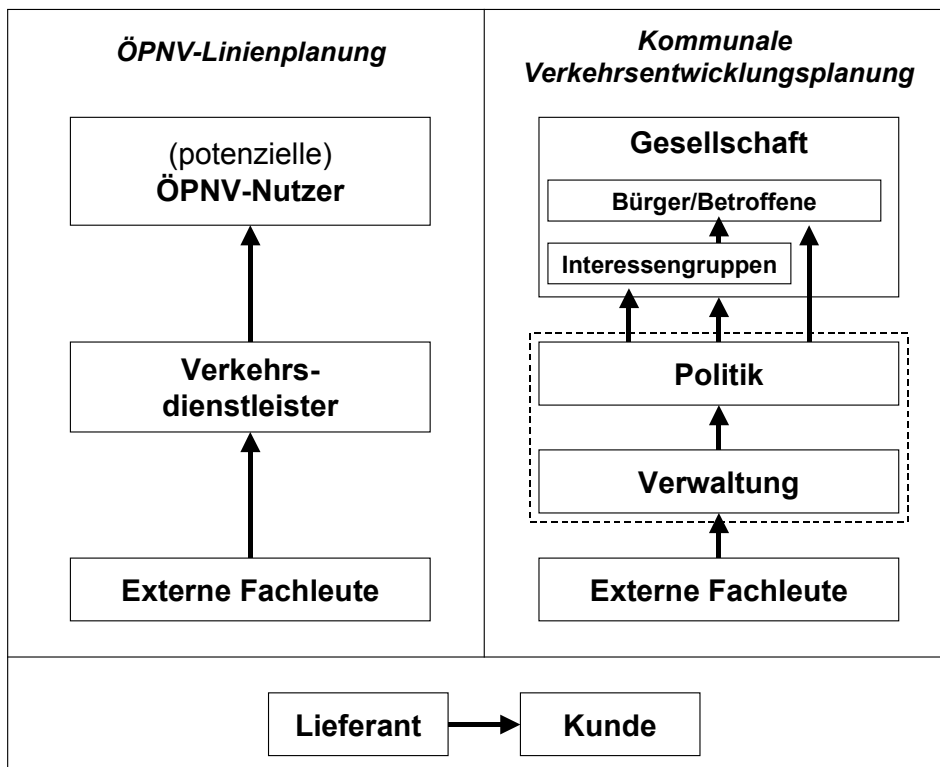 ÖPNV-Linienplanung
(potenzielle)
ÖPNV-Nutzer
Verkehrs-
dienstleister
Externe Fachleute
Kommunale
Verkehrsentwicklungsplanung
Gesellschaft
Bürger/Betroffene
Interessengruppen
Politik
Verwaltung
Externe Fachleute
Lieferant
Kunde